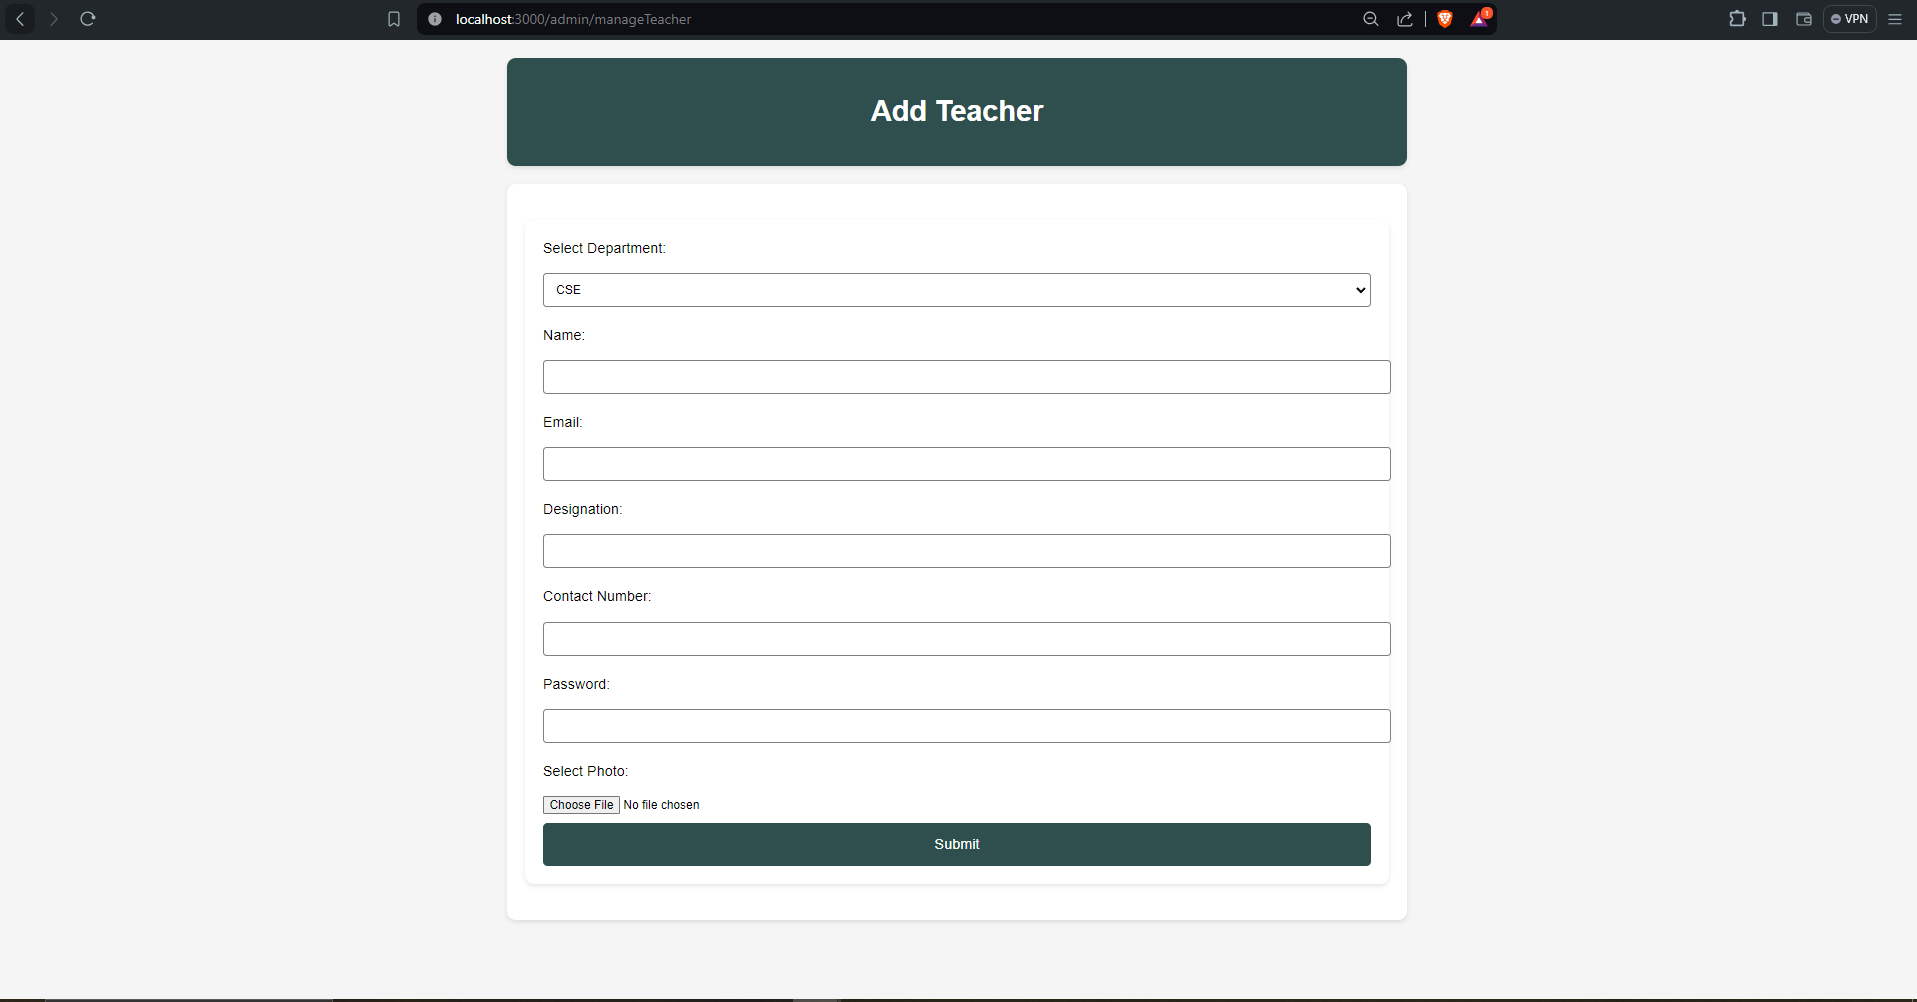 localhost:3000/admin/manageTeacher
1
VPN
Add Teacher
Select Department:
CSE
Name:
Email:
Designation:
Contact Number:
Password:
Select Photo:
Choose File No file chosen
Submit